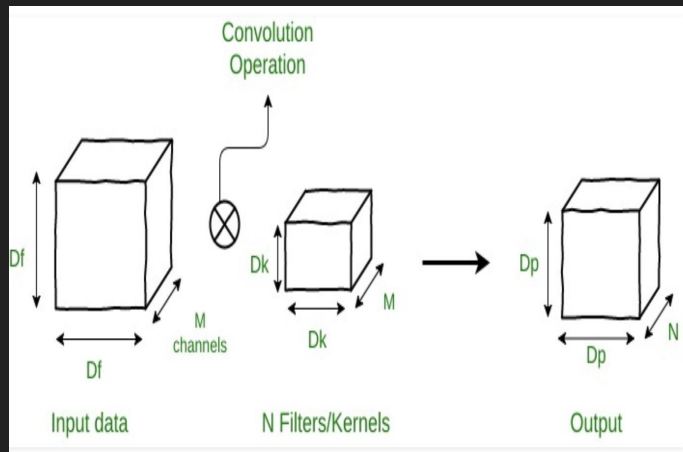 Convolution
Operation
Df
Df
M
channels
Input data
Dk
Dk
M
N Filters/Kernels
Dp
Dp
N
Output